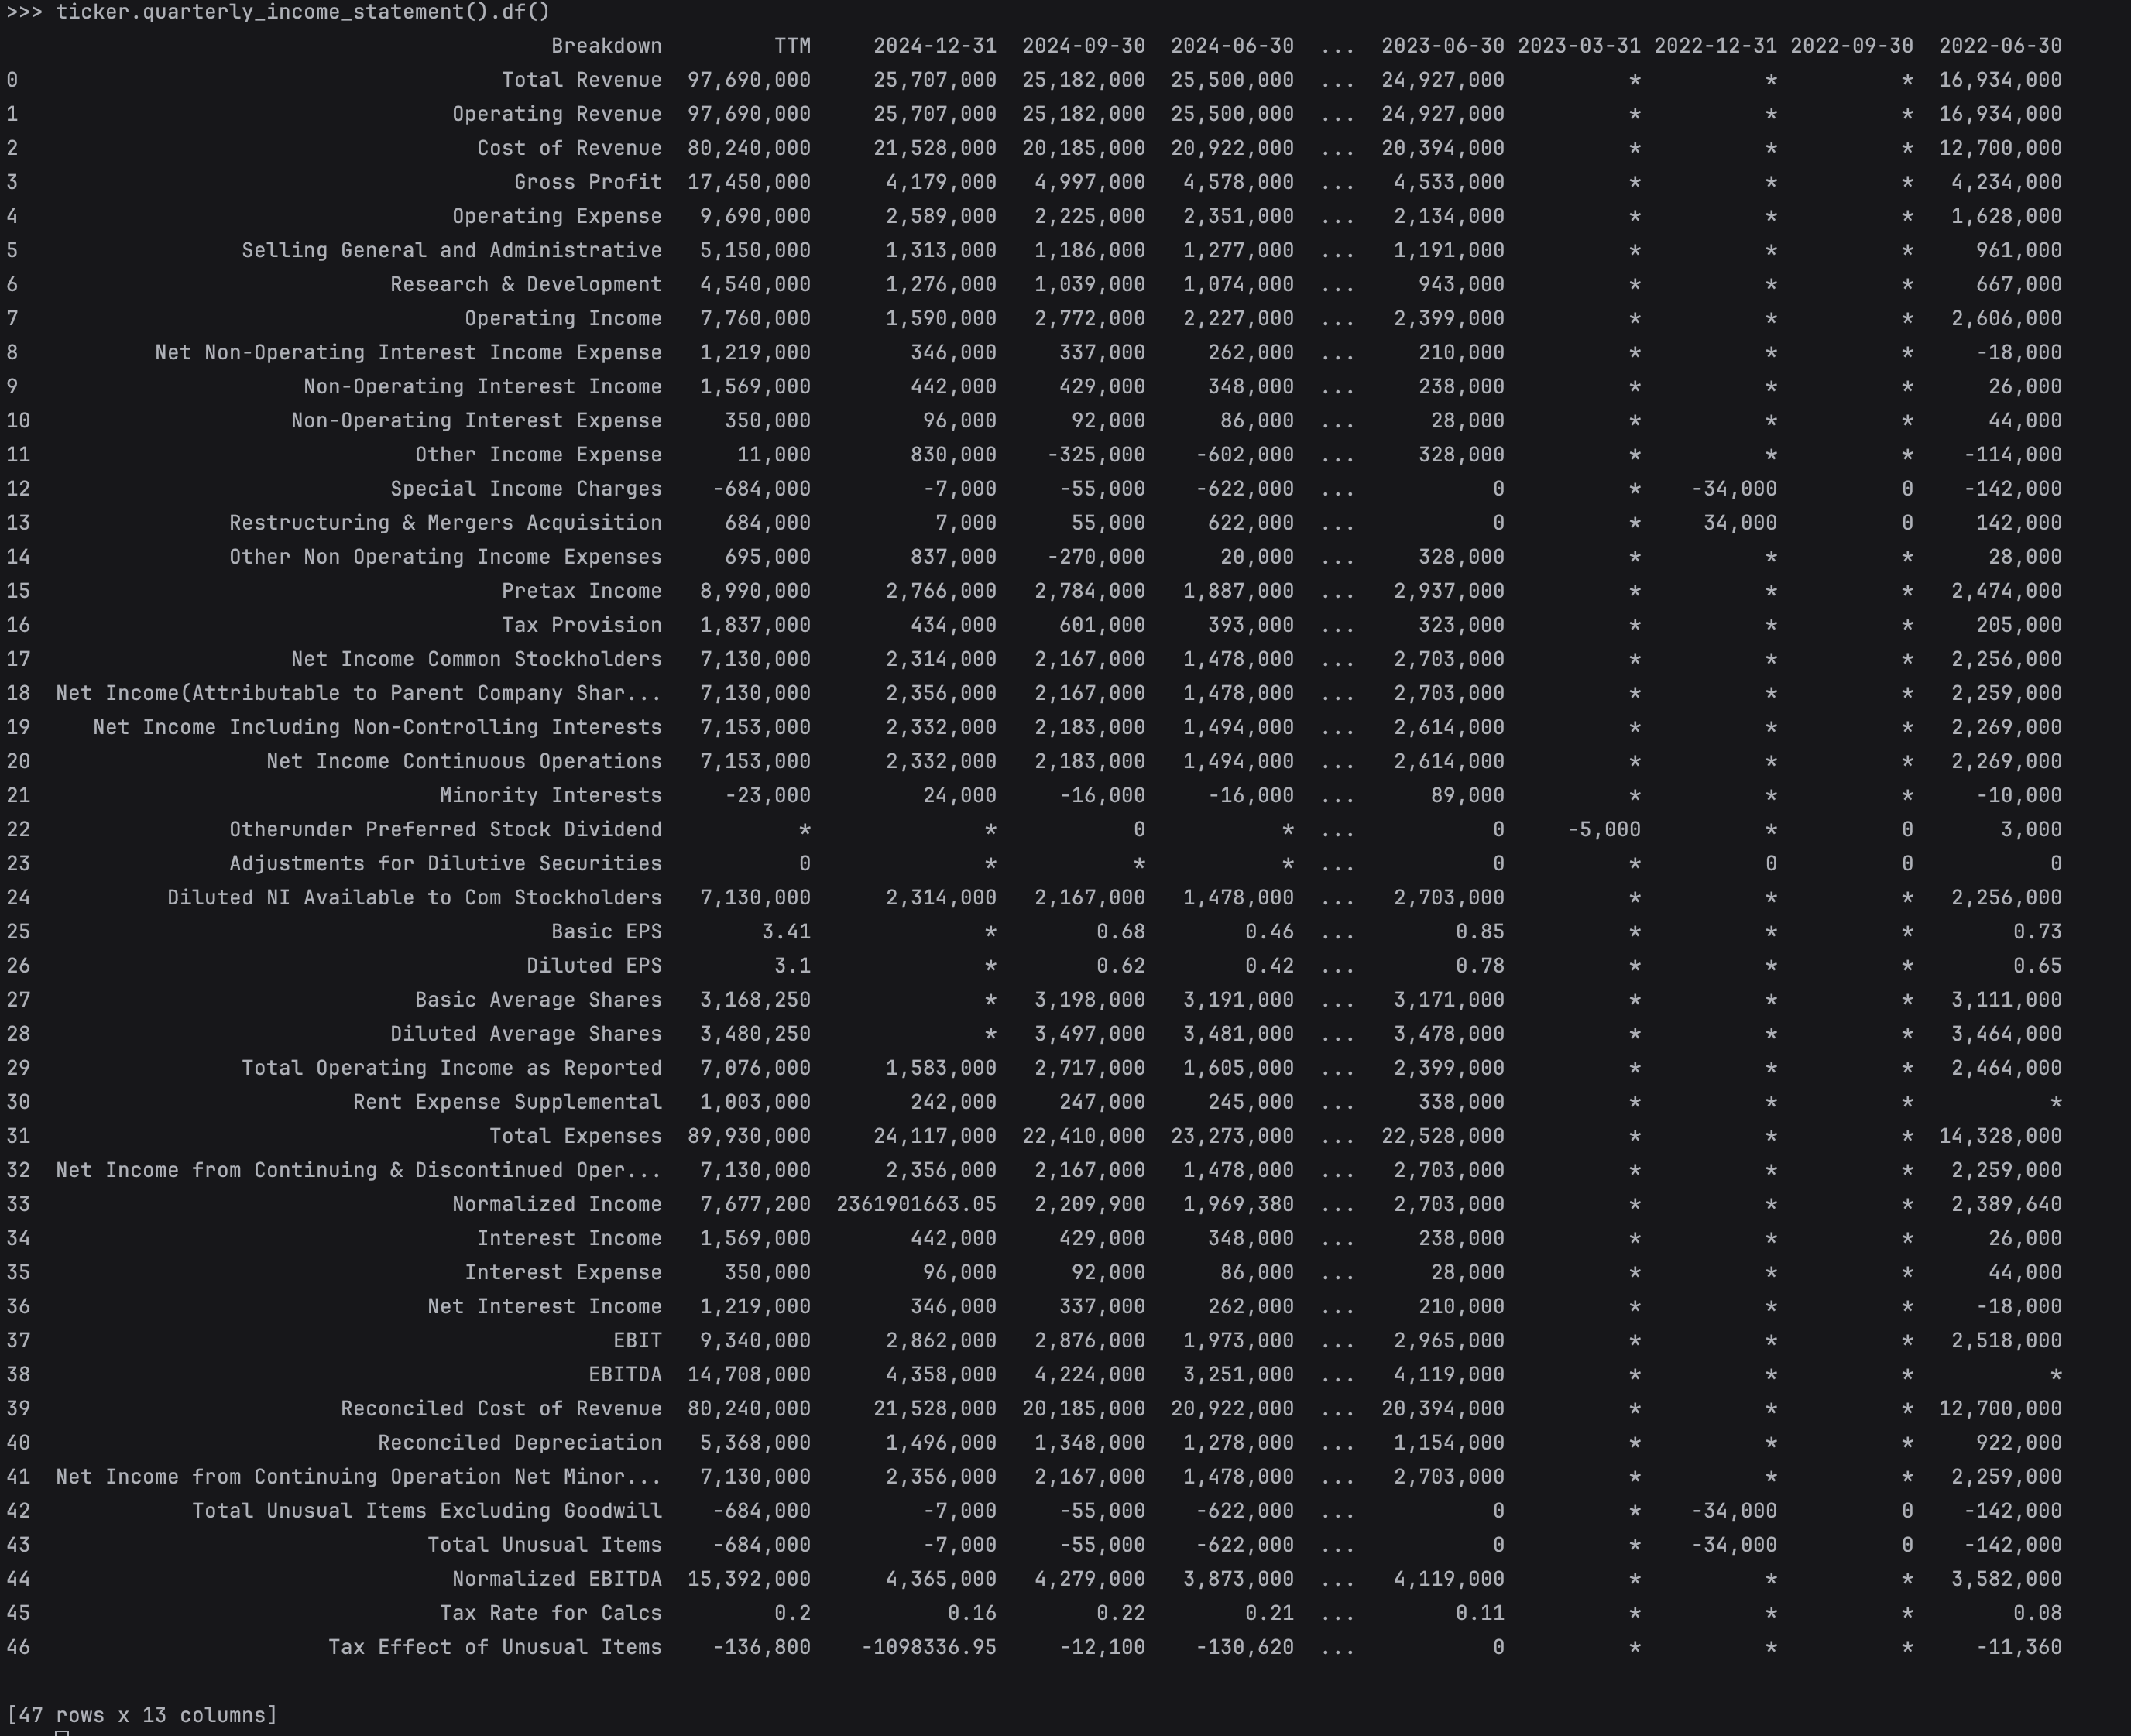 >>> ticker.quarterly_income_statement().df()
Breakdown TTM 2024-12-31 2024-09-30 2024-06-30 ... 2023-06-30 2023-03-31 2022-12-31 2022-09-30 2022-06-30
0 Total Revenue 97,690,000 25,707,000 25,182,000 25,500,000 ... 24,927,000 * * * 16,934,000
1 Operating Revenue 97,690,000 25,707,000 25,182,000 25,500,000 ... 24,927,000 * * * 16,934,000
2 Cost of Revenue 80,240,000 21,528,000 20,185,000 20,922,000 ... 20,394,000 * * * 12,700,000
3 Gross Profit 17,450,000 4,179,000 4,997,000 4,578,000 ... 4,533,000 * * * 4,234,000
4 Operating Expense 9,690,000 2,589,000 2,225,000 2,351,000 ... 2,134,000 * * * 1,628,000
5 Selling General and Administrative 5,150,000 1,313,000 1,186,000 1,277,000 ... 1,191,000 * * * 961,000
6 Research & Development 4,540,000 1,276,000 1,039,000 1,074,000 ... 943,000 * * * 667,000
7 Operating Income 7,760,000 1,590,000 2,772,000 2,227,000 ... 2,399,000 * * * 2,606,000
8 Net Non-Operating Interest Income Expense 1,219,000 346,000 337,000 262,000 ... 210,000 * * * -18,000
9 Non-Operating Interest Income 1,569,000 442,000 429,000 348,000 ... 238,000 * * * 26,000
10 Non-Operating Interest Expense 350,000 96,000 92,000 86,000 ... 28,000 * * * 44,000
11 Other Income Expense 11,000 830,000 -325,000 -602,000 ... 328,000 * * * -114,000
12 Special Income Charges -684,000 -7,000 -55,000 -622,000 ... 0 * -34,000 0 -142,000
13 Restructuring & Mergers Acquisition 684,000 7,000 55,000 622,000 ... 0 * 34,000 0 142,000
14 Other Non Operating Income Expenses 695,000 837,000 -270,000 20,000 ... 328,000 * * * 28,000
15 Pretax Income 8,990,000 2,766,000 2,784,000 1,887,000 ... 2,937,000 * * * 2,474,000
16 Tax Provision 1,837,000 434,000 601,000 393,000 ... 323,000 * * * 205,000
17 Net Income Common Stockholders 7,130,000 2,314,000 2,167,000 1,478,000 ... 2,703,000 * * * 2,256,000
18 Net Income(Attributable to Parent Company Shar... 7,130,000 2,356,000 2,167,000 1,478,000 ... 2,703,000 * * * 2,259,000
19 Net Income Including Non-Controlling Interests 7,153,000 2,332,000 2,183,000 1,494,000 ... 2,614,000 * * * 2,269,000
20 Net Income Continuous Operations 7,153,000 2,332,000 2,183,000 1,494,000 ... 2,614,000 * * * 2,269,000
21 Minority Interests -23,000 24,000 -16,000 -16,000 ... 89,000 * * * -10,000
22 Otherunder Preferred Stock Dividend * * 0 * ... 0 -5,000 * 0 3,000
23 Adjustments for Dilutive Securities 0 * * * ... 0 * 0 0 0
24 Diluted NI Available to Com Stockholders 7,130,000 2,314,000 2,167,000 1,478,000 ... 2,703,000 * * * 2,256,000
25 Basic EPS 3.41 * 0.68 0.46 ... 0.85 * * * 0.73
26 Diluted EPS 3.1 * 0.62 0.42 ... 0.78 * * * 0.65
27 Basic Average Shares 3,168,250 * 3,198,000 3,191,000 ... 3,171,000 * * * 3,111,000
28 Diluted Average Shares 3,480,250 * 3,497,000 3,481,000 ... 3,478,000 * * * 3,464,000
29 Total Operating Income as Reported 7,076,000 1,583,000 2,717,000 1,605,000 ... 2,399,000 * * * 2,464,000
30 Rent Expense Supplemental 1,003,000 242,000 247,000 245,000 ... 338,000 * * * *
31 Total Expenses 89,930,000 24,117,000 22,410,000 23,273,000 ... 22,528,000 * * * 14,328,000
32 Net Income from Continuing & Discontinued Oper... 7,130,000 2,356,000 2,167,000 1,478,000 ... 2,703,000 * * * 2,259,000
33 Normalized Income 7,677,200 2361901663.05 2,209,900 1,969,380 ... 2,703,000 * * * 2,389,640
34 Interest Income 1,569,000 442,000 429,000 348,000 ... 238,000 * * * 26,000
35 Interest Expense 350,000 96,000 92,000 86,000 ... 28,000 * * * 44,000
36 Net Interest Income 1,219,000 346,000 337,000 262,000 ... 210,000 * * * -18,000
37 EBIT 9,340,000 2,862,000 2,876,000 1,973,000 ... 2,965,000 * * * 2,518,000
38 EBITDA 14,708,000 4,358,000 4,224,000 3,251,000 ... 4,119,000 * * * *
39 Reconciled Cost of Revenue 80,240,000 21,528,000 20,185,000 20,922,000 ... 20,394,000 * * * 12,700,000
40 Reconciled Depreciation 5,368,000 1,496,000 1,348,000 1,278,000 ... 1,154,000 * * * 922,000
41 Net Income from Continuing Operation Net Minor... 7,130,000 2,356,000 2,167,000 1,478,000 ... 2,703,000 * * * 2,259,000
42 Total Unusual Items Excluding Goodwill -684,000 -7,000 -55,000 -622,000 ... 0 * -34,000 0 -142,000
43 Total Unusual Items -684,000 -7,000 -55,000 -622,000 ... 0 * -34,000 0 -142,000
44 Normalized EBITDA 15,392,000 4,365,000 4,279,000 3,873,000 ... 4,119,000 * * * 3,582,000
45 Tax Rate for Calcs 0.2 0.16 0.22 0.21 ... 0.11 * * * 0.08
46 Tax Effect of Unusual Items -136,800 -1098336.95 -12,100 -130,620 ... 0 * * * -11,360
[47 rows x 13 columns]